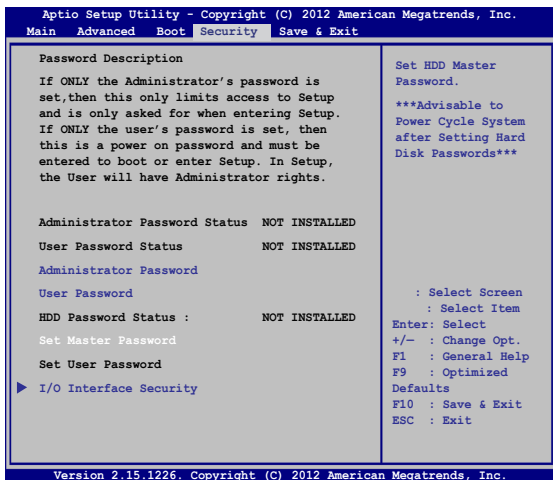 Aptio Setup Utility - Copyright (C) 2012 American Megatrends, Inc.
Main Advanced Boot Security Save & Exit
Password Description
If ONLY the Administrator's password is
set,then this only limits access to Setup
and is only asked for when entering Setup.
If ONLY the user's password is set, then
this is a power on password and must be
entered to boot or enter Setup. In Setup,
the User will have Administrator rights.
Administrator Password Status NOT INSTALLED
User Password Status NOT INSTALLED
Administrator Password
User Password
HDD Password Status : NOT INSTALLED
Set Master Password
Set User Password
I/O Interface Security
Set HDD Master
Password.
***Advisable to
Power Cycle System
after Setting Hard
Disk Passwords***
: Select Screen
: Select Item
Enter: Select
+/— : Change Opt.
F1 : General Help
F9 : Optimized
Defaults
F10 : Save & Exit
ESC : Exit
Version 2.15.1226. Copyright (C) 2012 American Megatrends, Inc.